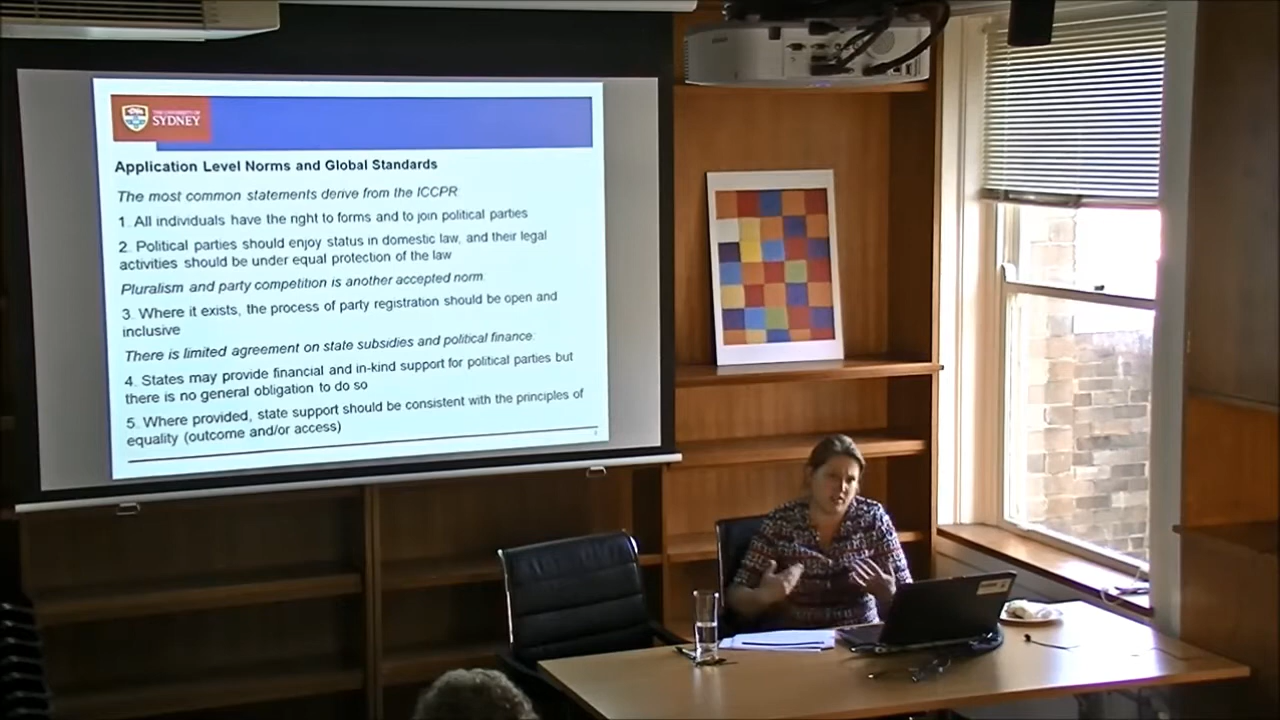 THE UNIVERSITY OF
SYDNEY
Application Level Norms and Global Standards
The most common statements derive from the ICCPR
1. All individuals have the right to forms and to join political parties
2. Political parties should enjoy status in domestic law, and their legal
activities should be under equal protection of the law
Pluralism and party competition is another accepted norm.
3. Where it exists, the process of party registration should be open and
inclusive
There is limited agreement on state subsidies and political finance:
4. States may provide financial and in-kind support for political parties but
there is no general obligation to do so
5. Where provided, state support should be consistent with the principles of
equality (outcome and/or access)